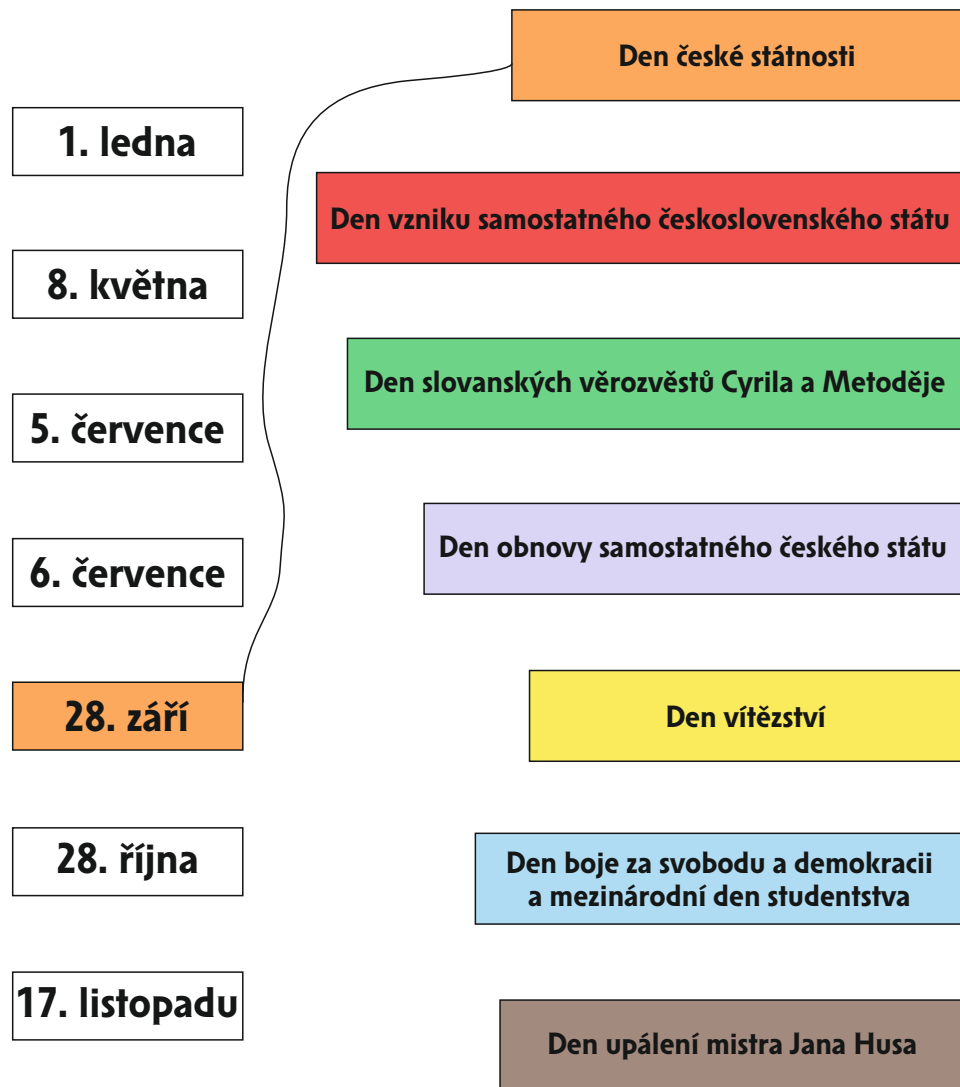 Den české státnosti
1. ledna
Den vzniku samostatného československého státu
8. května
Den slovanských věrozvěstů Cyrila a Metoděje
5. července
Den obnovy samostatného českého státu
6. července
28. září
Den vítězství
28. října
Den boje za svobodu a demokracii
a mezinárodní den studentstva
17. listopadu
Den upálení mistra Jana Husa